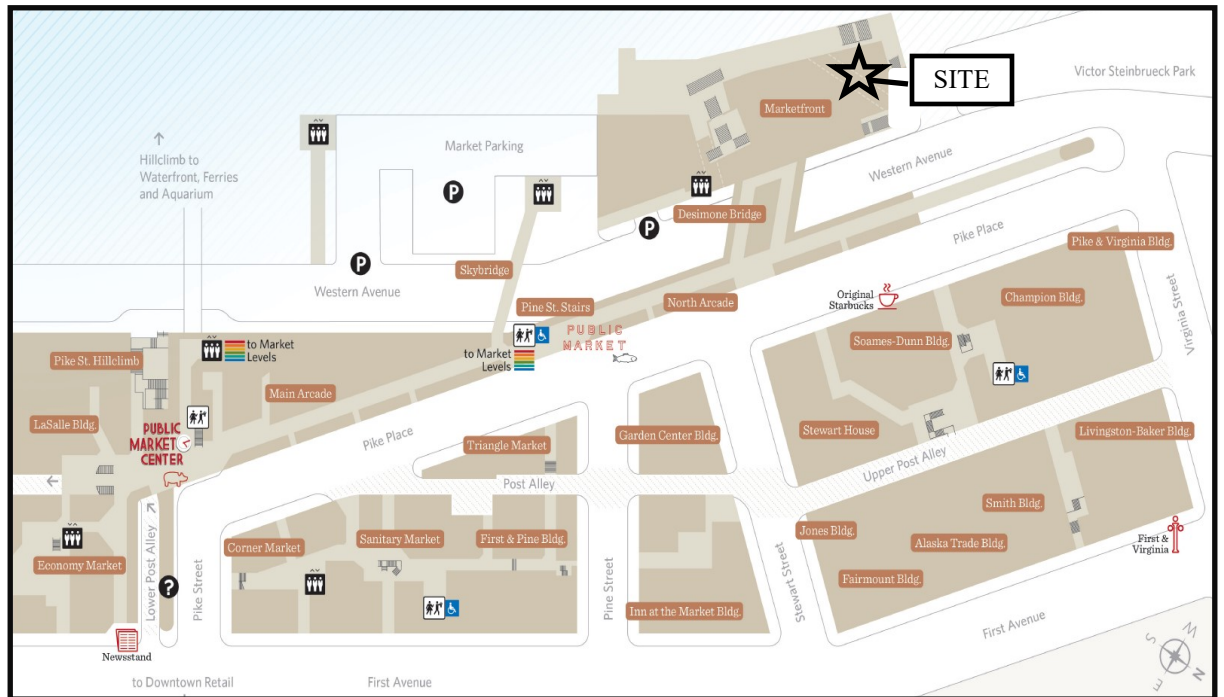 SITE
Victor Steinbrueck Park
Marketfront
Market Parking
Hillclimb to
Waterfront, Ferries
and Aquarium
P
Western Avenue
Desimone Bridge
P
Pike Place
Pike & Virginia Bldg.
P
Skybridge
Western Avenue
Original
Starbucks
Champion Bldg.
Pine St. Stairs
North Arcade
Virginia Street
PUBLIC
MARKET
Soames-Dunn Bldg.
to Market
Levels
to Market
Levels
Pike St. Hillclimb
Main Arcade
LaSalle Bldg.
PUBLIC
MARKET
CENTER
Pike Place
Triangle Market
Garden Center Bldg.
Stewart House
Livingston-Baker Bldg.
Upper Post Alley
Post Alley
Smith Bldg.
Jones Bldg.
Alaska Trade Bldg.
First &
Virginia
Corner Market
Sanitary Market
First & Pine Bldg.
Economy Market
Lower Post Alley
?
Pike Street
Pine Street
Stewart Street
Fairmount Bldg.
Inn at the Market Bldg.
First Avenue
Newsstand
to Downtown Retail
First Avenue
W
S
N
E